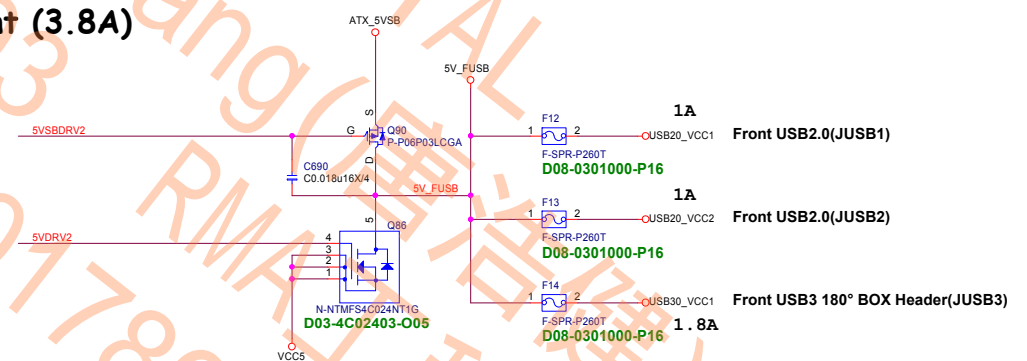 nt (3.8A)
ATX_5VSB
5V_FUSB
5VSBDRV2
G
S
D
Q90
P-P06P03LCGA
C690
C0.018u16X/4
5V_FUSB
5VDRV2
4
3
2
1
5
Q86
N-NTMFS4C024NT1G
D03-4C02403-O05
VCC5
1A
F12
1
2
USB20_VCC1
Front USB2.0(JUSB1)
F-SPR-P260T
D08-0301000-P16
1A
F13
1
2
USB20_VCC2
Front USB2.0(JUSB2)
F-SPR-P260T
D08-0301000-P16
F14
1
2
USB30_VCC1
Front USB3 180° BOX Header(JUSB3)
F-SPR-P260T
1.8A
D08-0301000-P16